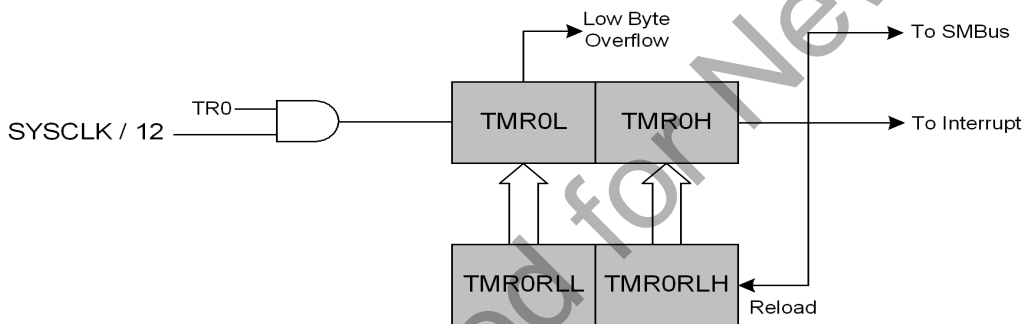 Low Byte
Overflow
To SMBus
TR0
SYSCLK / 12
TMR0L
TMR0H
To Interrupt
TMR0RLL
TMR0RLH
Reload